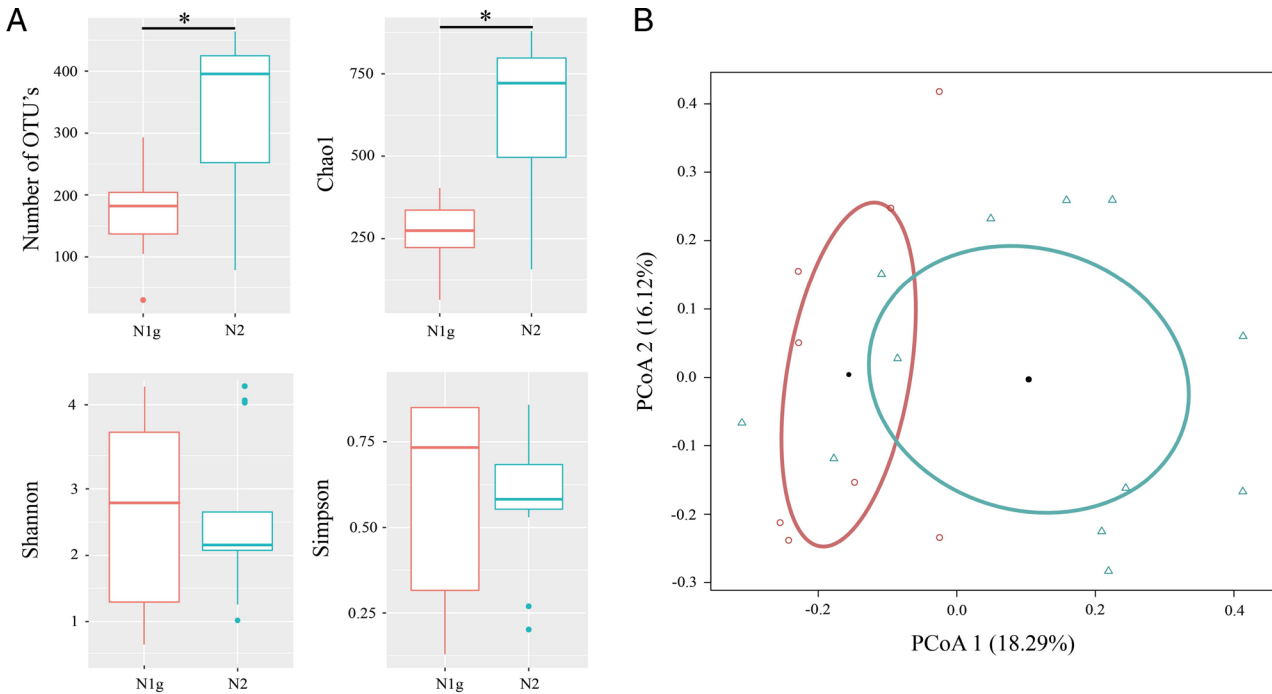 A
*
Number of OTU's
400
300
200
100
N1g
N2
*
Chao1
750
500
250
N1g
N2
Shannon
4
3
2
1
N1g
N2
Simpson
0.75
0.50
0.25
N1g
N2
B
PCoA 2 (16.12%)
0.4
0.3
0.2
0.1
0.0
-0.1
-0.2
-0.3
-0.2
0.0
0.2
0.4
PCoA 1 (18.29%)